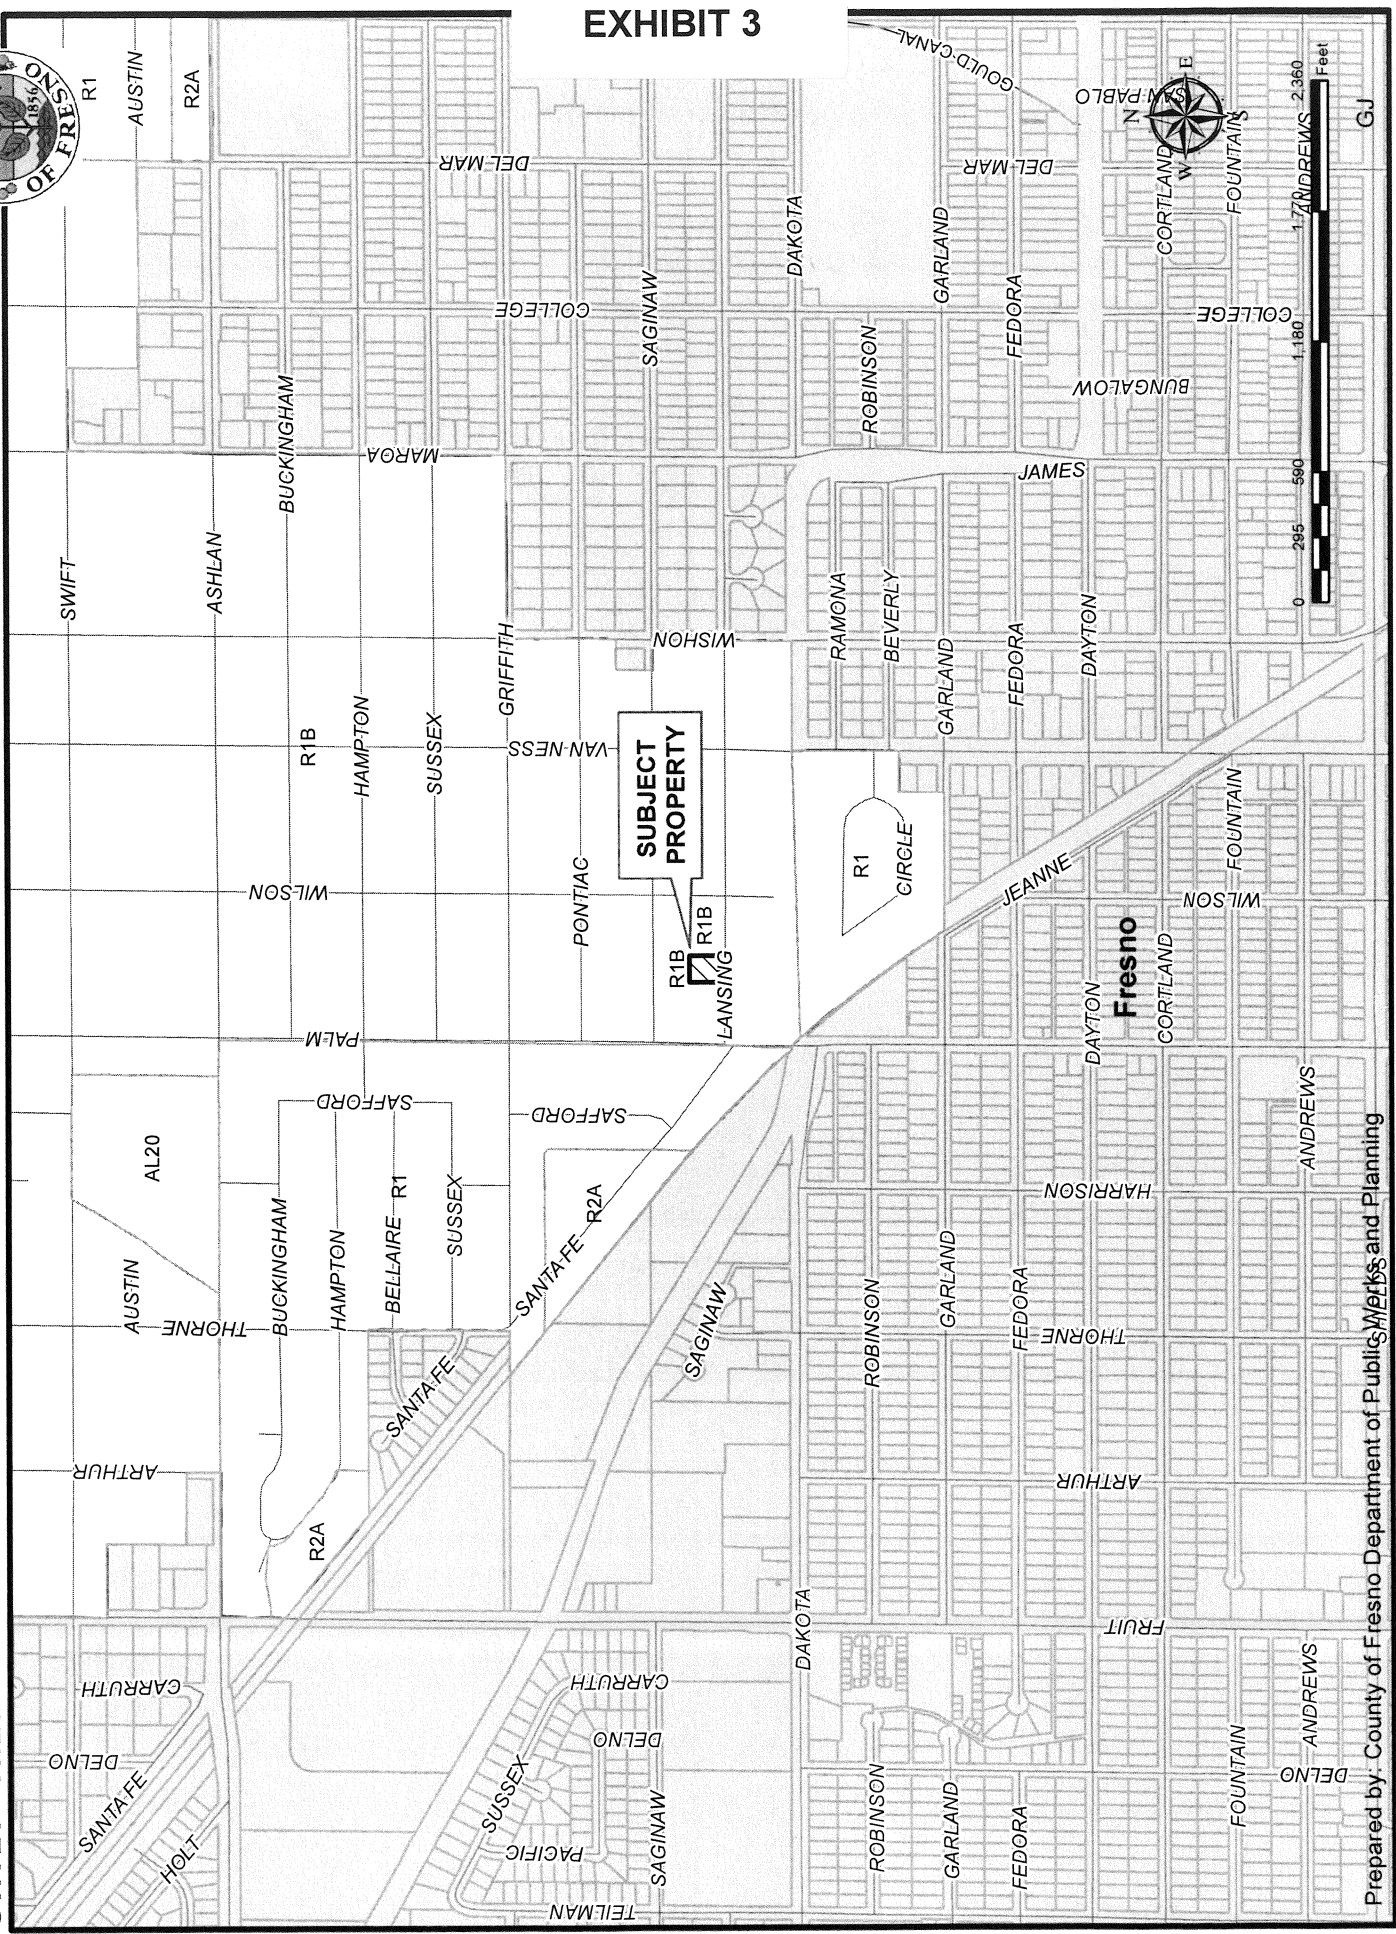 EXHIBIT 3
OF FRESNO
1856
R1
AUSTIN
R2A
GOULD CANAL
SAN PABLO
N
E
S
W
DEL MAR
DEL MAR
CORTLAND
FOUNTAIN
ANDREWS
DAKOTA
GARLAND
FEDORA
SAGINAW
COLLEGE
COLLEGE
ROBINSON
BUNGALOW
BUCKINGHAM
MAROA
JAMES
SWIFT
ASHLAN
GRIFFITH
WISHON
RAMONA
BEVERLY
GARLAND
FEDORA
DAYTON
R1B
HAMPTON
SUSSEX
VAN NESS
SUBJECT
PROPERTY
WILSON
PONTIAC
R1
CIRCLE
JEANNE
FOUNTAIN
WILSON
R1B
R1B
LANSING
Fresno
DAYTON
CORTLAND
PALM
SAFFORD
SAFFORD
AL20
BUCKINGHAM
HAMPTON
BELLAIRE
R1
SUSSEX
R2A
SANTA FE
AUSTIN
THORNE
SANTA FE
SAGINAW
HARRISON
ANDREWS
ROBINSON
GARLAND
FEDORA
THORNE
SHIELDS
ARTHUR
ARTHUR
R2A
DAKOTA
FRUIT
CARRUTH
DELNO
SANTA FE
HOLT
CARRUTH
DELNO
SUSSEX
PACIFIC
SAGINAW
TEILMAN
ROBINSON
GARLAND
FEDORA
FOUNTAIN
ANDREWS
DELNO
0 295 590 1,180 1,770 2,360
Feet
GJ
Prepared by: County of Fresno Department of Public Works and Planning